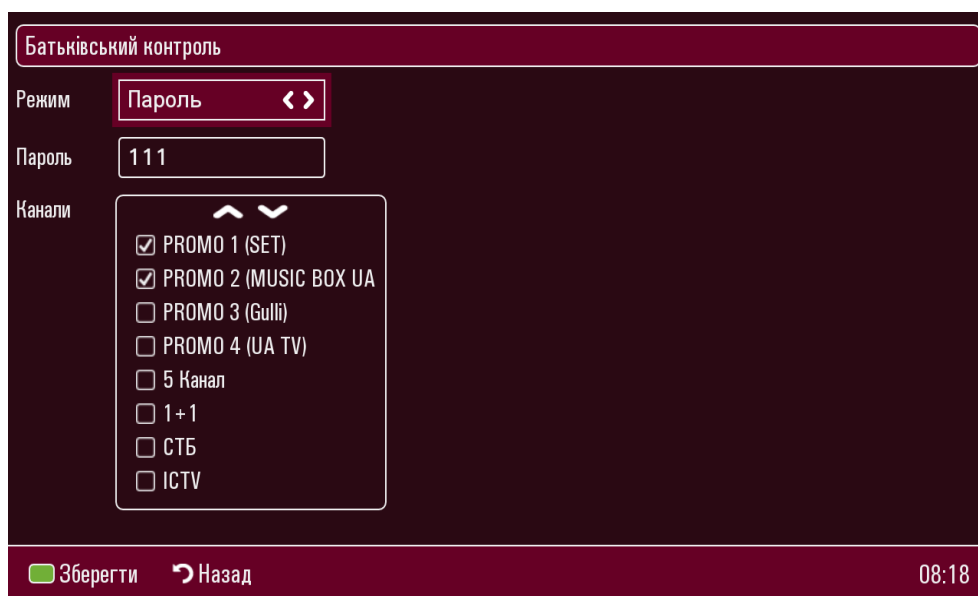 Батьківський контроль
Режим Пароль
Пароль 111
Канали
PROMO 1 (SET)
PROMO 2 (MUSIC BOX UA
PROMO 3 (Gulli)
PROMO 4 (UA TV)
5 Канал
1+1
СТБ
ICTV
Зберегти Назад 08:18